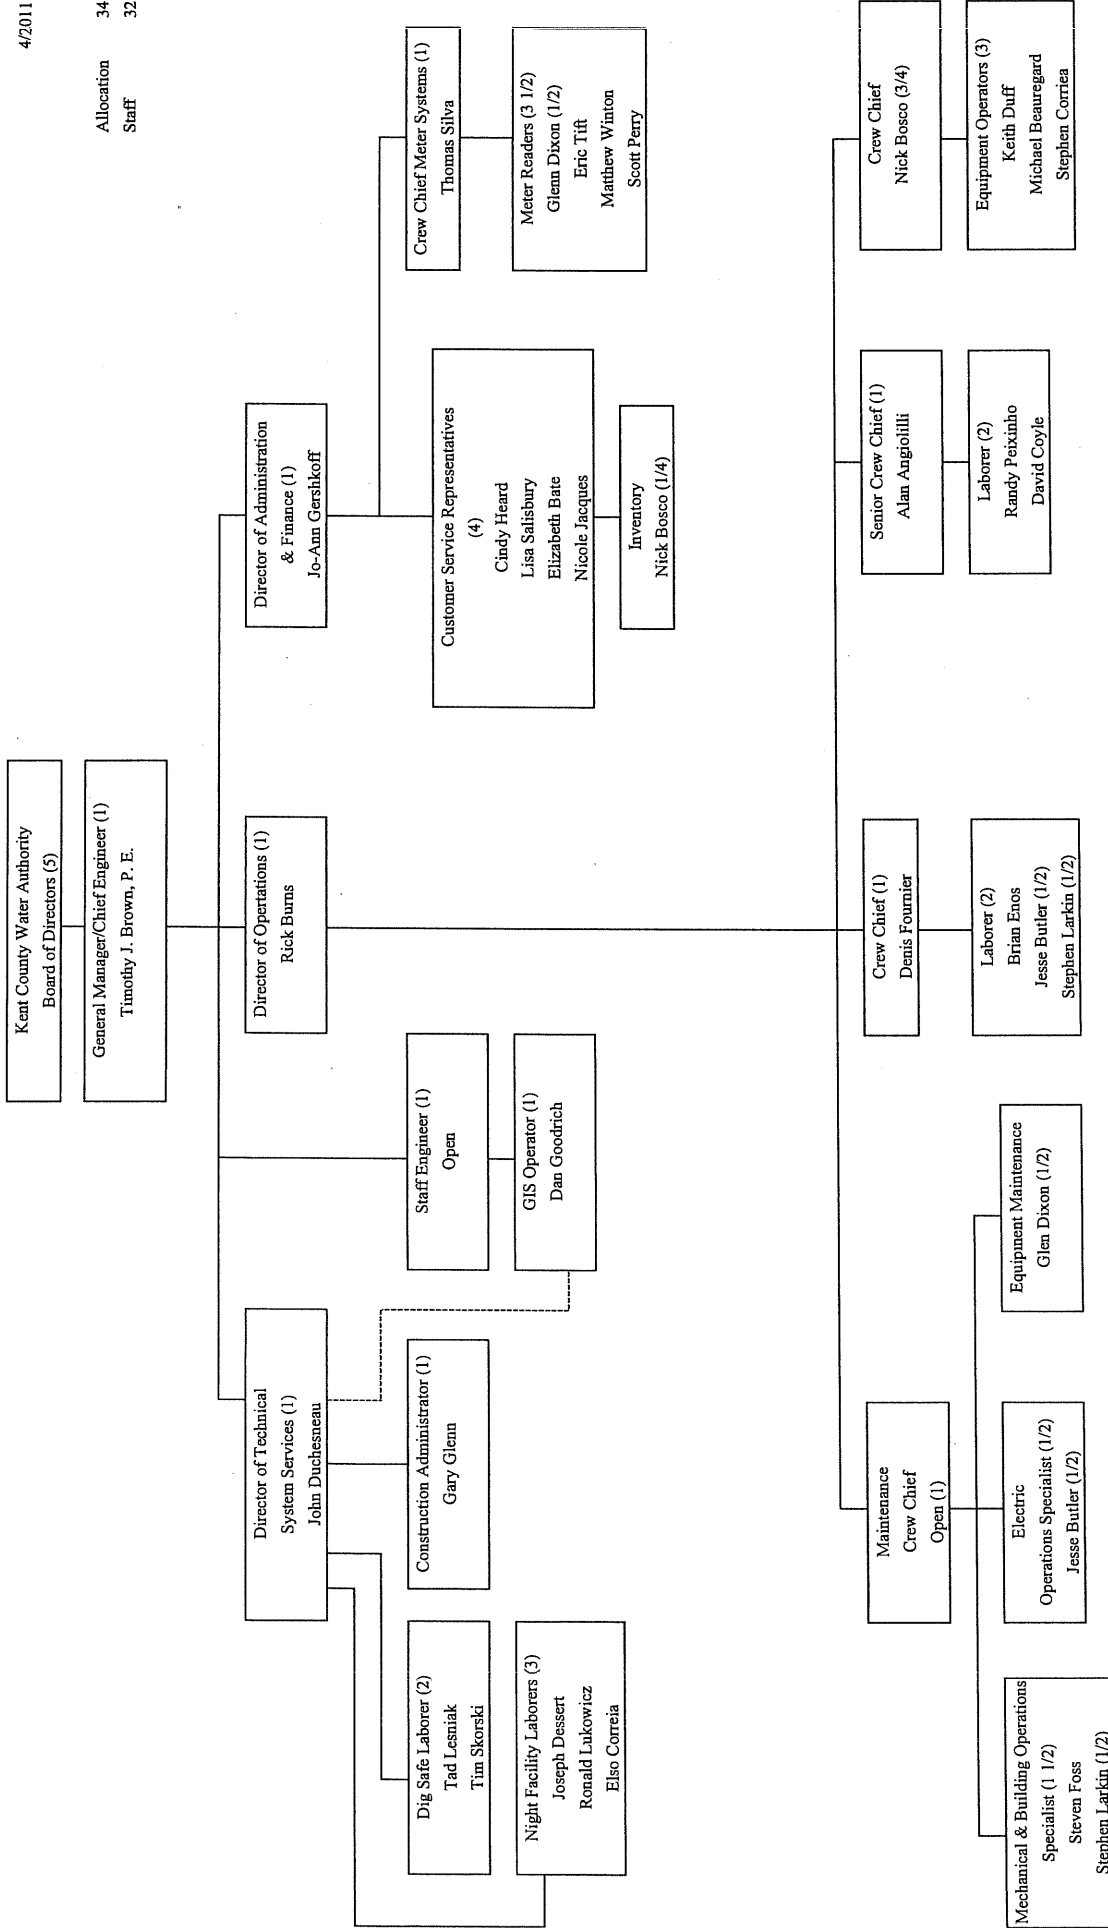 4/2011
Allocation 34
Staff 32
Kent County Water Authority
Board of Directors (5)
General Manager/Chief Engineer (1)
Timothy J. Brown, P. E.
Director of Technical
System Services (1)
John Duchesneau
Director of Opertations (1)
Rick Burns
Director of Administration
& Finance (1)
Jo-Ann Gershkoff
Dig Safe Laborer (2)
Tad Lesniak
Tim Skorski
Construction Administrator (1)
Gary Glenn
Staff Engineer (1)
Open
Customer Service Representatives
(4)
Cindy Heard
Lisa Salisbury
Elizabeth Bate
Nicole Jacques
Crew Chief Meter Systems (1)
Thomas Silva
Night Facility Laborers (3)
Joseph Dessert
Ronald Lukowicz
Elso Correia
GIS Operator (1)
Dan Goodrich
Meter Readers (3 1/2)
Glenn Dixon (1/2)
Eric Tift
Matthew Winton
Scott Perry
Inventory
Nick Bosco (1/4)
Maintenance
Crew Chief
Open (1)
Crew Chief (1)
Denis Fournier
Senior Crew Chief (1)
Alan Angiolilli
Crew Chief
Nick Bosco (3/4)
Mechanical & Building Operations
Specialist (1 1/2)
Steven Foss
Stephen Larkin (1/2)
Electric
Operations Specialist (1/2)
Jesse Butler (1/2)
Equipment Maintenance
Glen Dixon (1/2)
Laborer (2)
Brian Enos
Jesse Butler (1/2)
Stephen Larkin (1/2)
Laborer (2)
Randy Peixinho
David Coyle
Equipment Operators (3)
Keith Duff
Michael Beauregard
Stephen Corriea